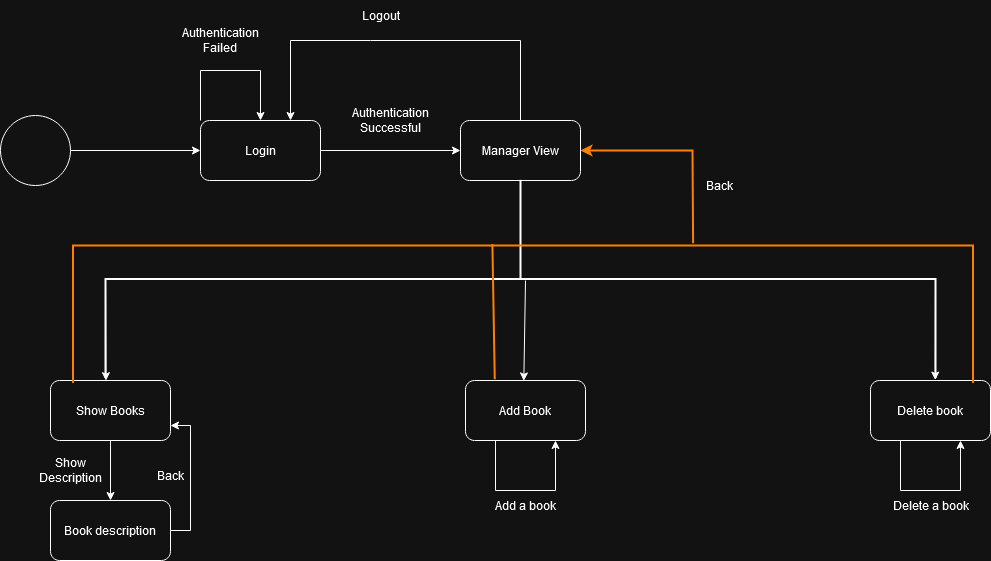 Logout
Authentication
Failed
Authentication
Successful
Login
Manager View
Back
Show Books
Add Book
Delete book
Show
Description
Back
Add a book
Delete a book
Book description